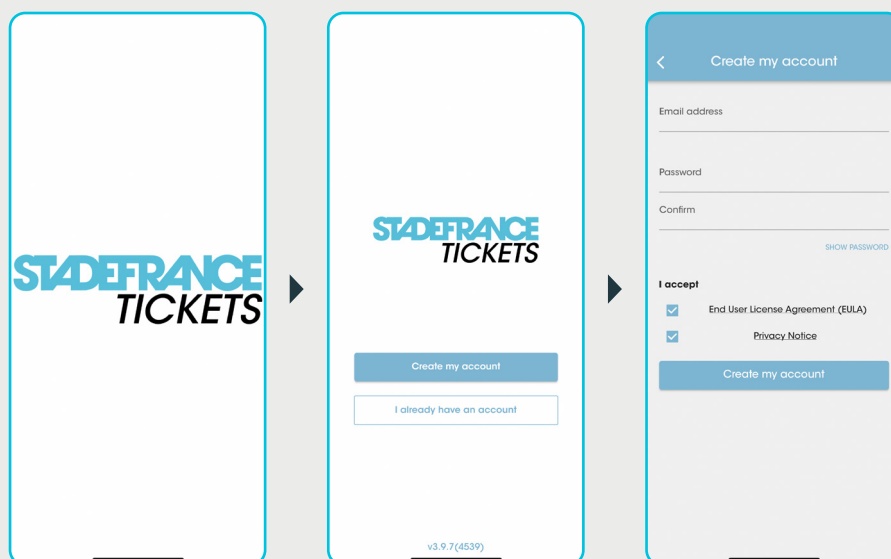 STADEFRANCE
TICKETS
STADEFRANCE
TICKETS
Create my account
I already have an account
v3.9.7(4539)
Create my account
Email address
Password
Confirm
SHOW PASSWORD
I accept
End User License Agreement (EULA)
Privacy Notice
Create my account